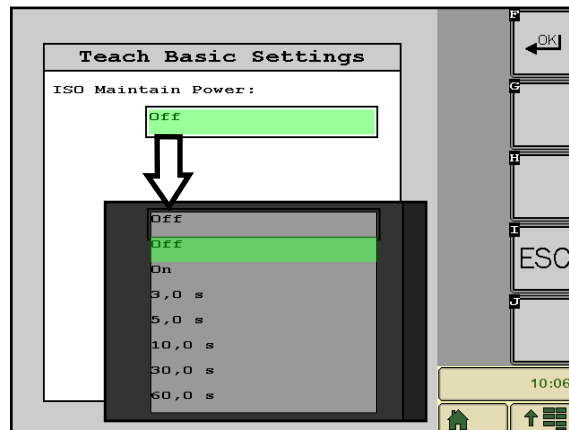 Teach Basic Settings
ISO Maintain Power:
Off
Off
Off
On
3,0 s
5,0 s
10,0 s
30,0 s
60,0 s
F
OK
G
H
I
ESC
J
10:06